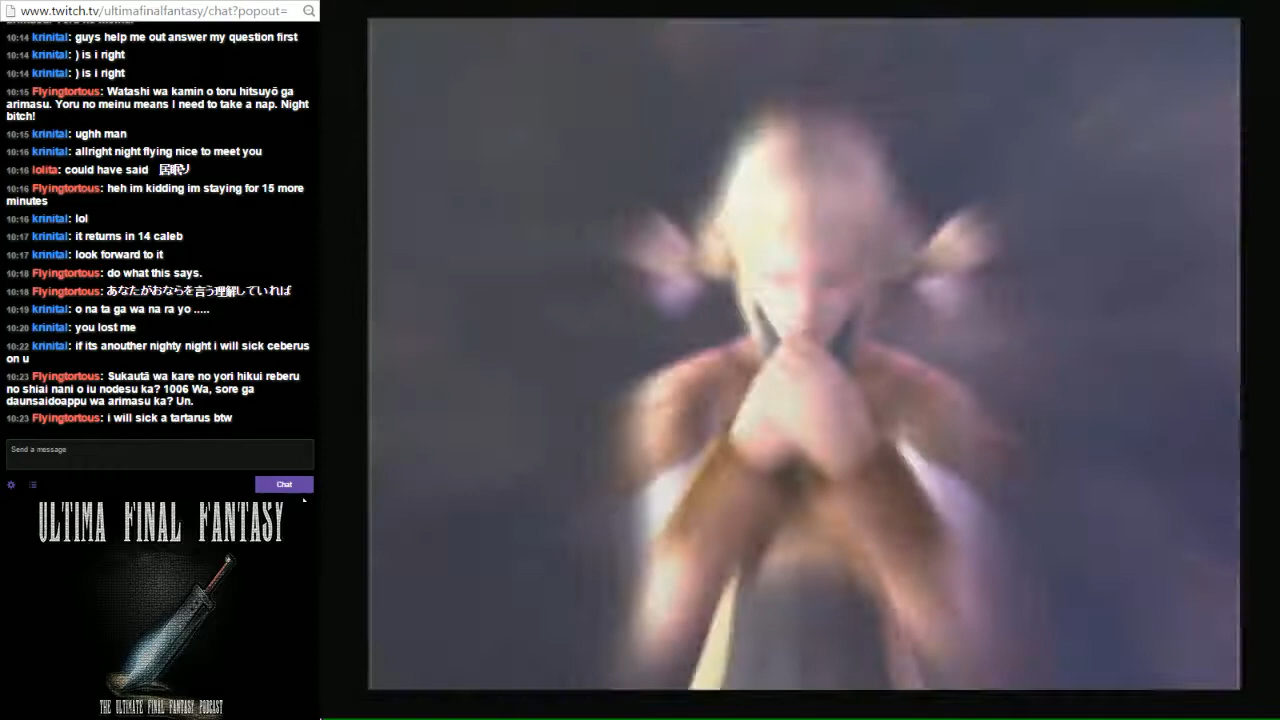 www.twitch.tv/ultimafinalfantasy/chat?popout=
10:14 krinital: guys help me out answer my question first
10:14 krinital: ) is i right
10:14 krinital: ) is i right
10:15 Flyingtortous: Watashi wa kamin o toru hitsuyō ga
arimasu. Yoru no meinu means I need to take a nap. Night
bitch!
10:15 krinital: ughh man
10:16 krinital: allright night flying nice to meet you
10:16 lolita: could have said 居眠り
10:16 Flyingtortous: heh im kidding im staying for 15 more
minutes
10:16 krinital: lol
10:17 krinital: it returns in 14 caleb
10:17 krinital: look forward to it
10:18 Flyingtortous: do what this says.
10:18 Flyingtortous: あなたがおならを言う理解していれば
10:19 krinital: o na ta ga wa na ra yo .....
10:20 krinital: you lost me
10:22 krinital: if its anouther nighty night i will sick ceberus
on u
10:23 Flyingtortous: Sukautā wa kare no yori hikui reberu
no shiai nani o iu nodesu ka? 1006 Wa, sore ga
daunsaidoappu wa arimasu ka? Un.
10:23 Flyingtortous: i will sick a tartarus btw
Send a message
Chat
ULTIMA FINAL FANTASY
THE ULTIMATE FINAL FANTASY PODCAST